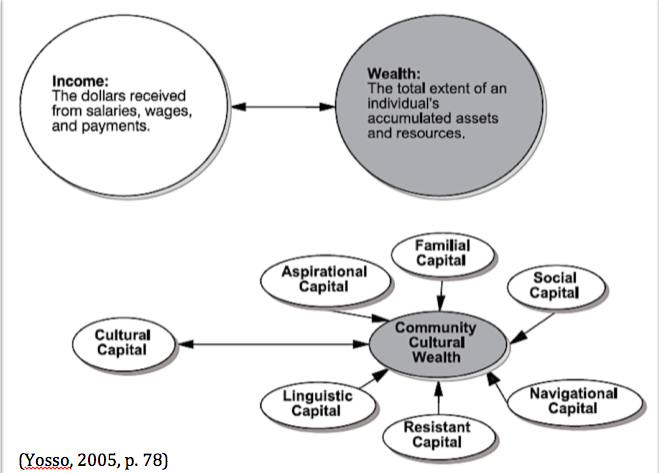 Income:
The dollars received
from salaries, wages,
and payments.
Wealth:
The total extent of an
individual's
accumulated assets
and resources.
Familial
Capital
Aspirational
Capital
Social
Capital
Cultural
Capital
Community
Cultural
Wealth
Linguistic
Capital
Navigational
Capital
Resistant
Capital
(Yosso, 2005, p. 78)